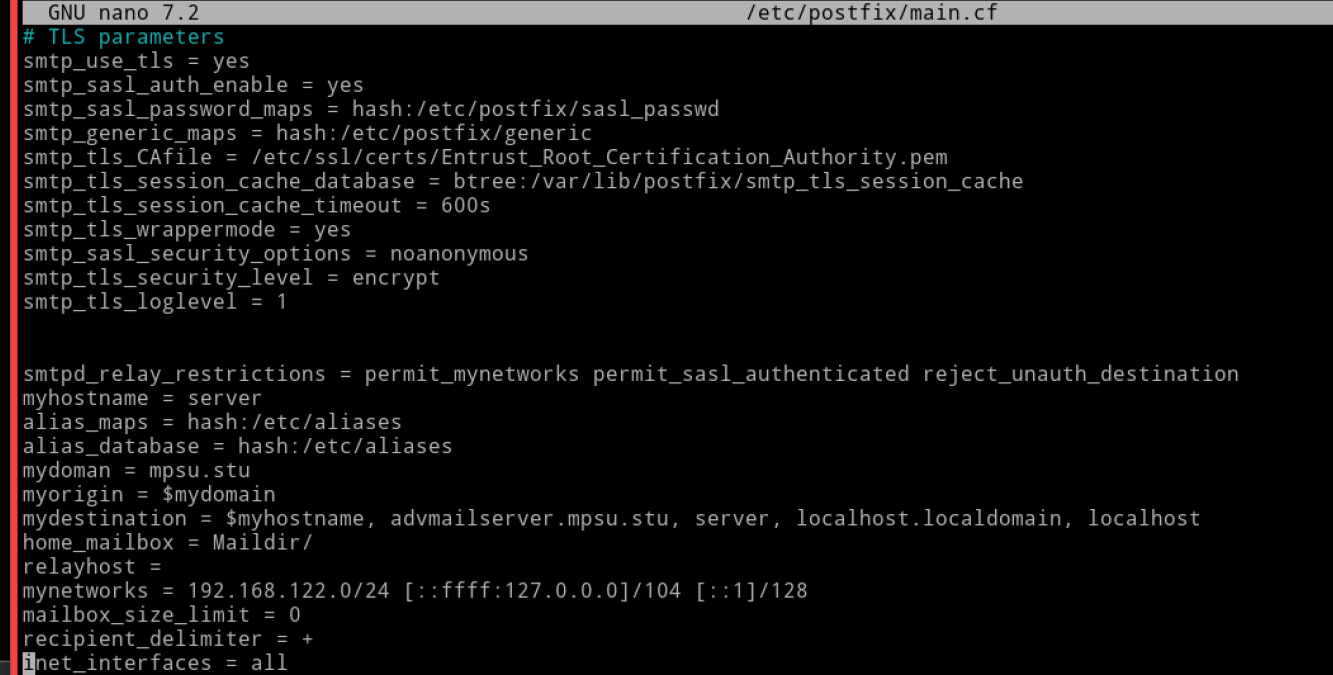 GNU nano 7.2 /etc/postfix/main.cf
# TLS parameters
smtp_use_tls = yes
smtp_sasl_auth_enable = yes
smtp_sasl_password_maps = hash:/etc/postfix/sasl_passwd
smtp_generic_maps = hash:/etc/postfix/generic
smtp_tls_CAfile = /etc/ssl/certs/Entrust_Root_Certification_Authority.pem
smtp_tls_session_cache_database = btree:/var/lib/postfix/smtp_tls_session_cache
smtp_tls_session_cache_timeout = 600s
smtp_tls_wrappermode = yes
smtp_sasl_security_options = noanonymous
smtp_tls_security_level = encrypt
smtp_tls_loglevel = 1
smtpd_relay_restrictions = permit_mynetworks permit_sasl_authenticated reject_unauth_destination
myhostname = server
alias_maps = hash:/etc/aliases
alias_database = hash:/etc/aliases
mydoman = mpsu.stu
myorigin = $mydomain
mydestination = $myhostname, advmailserver.mpsu.stu, server, localhost.localdomain, localhost
home_mailbox = Maildir/
relayhost =
mynetworks = 192.168.122.0/24 [::ffff:127.0.0.0]/104 [::1]/128
mailbox_size_limit = 0
recipient_delimiter = +
inet_interfaces = all